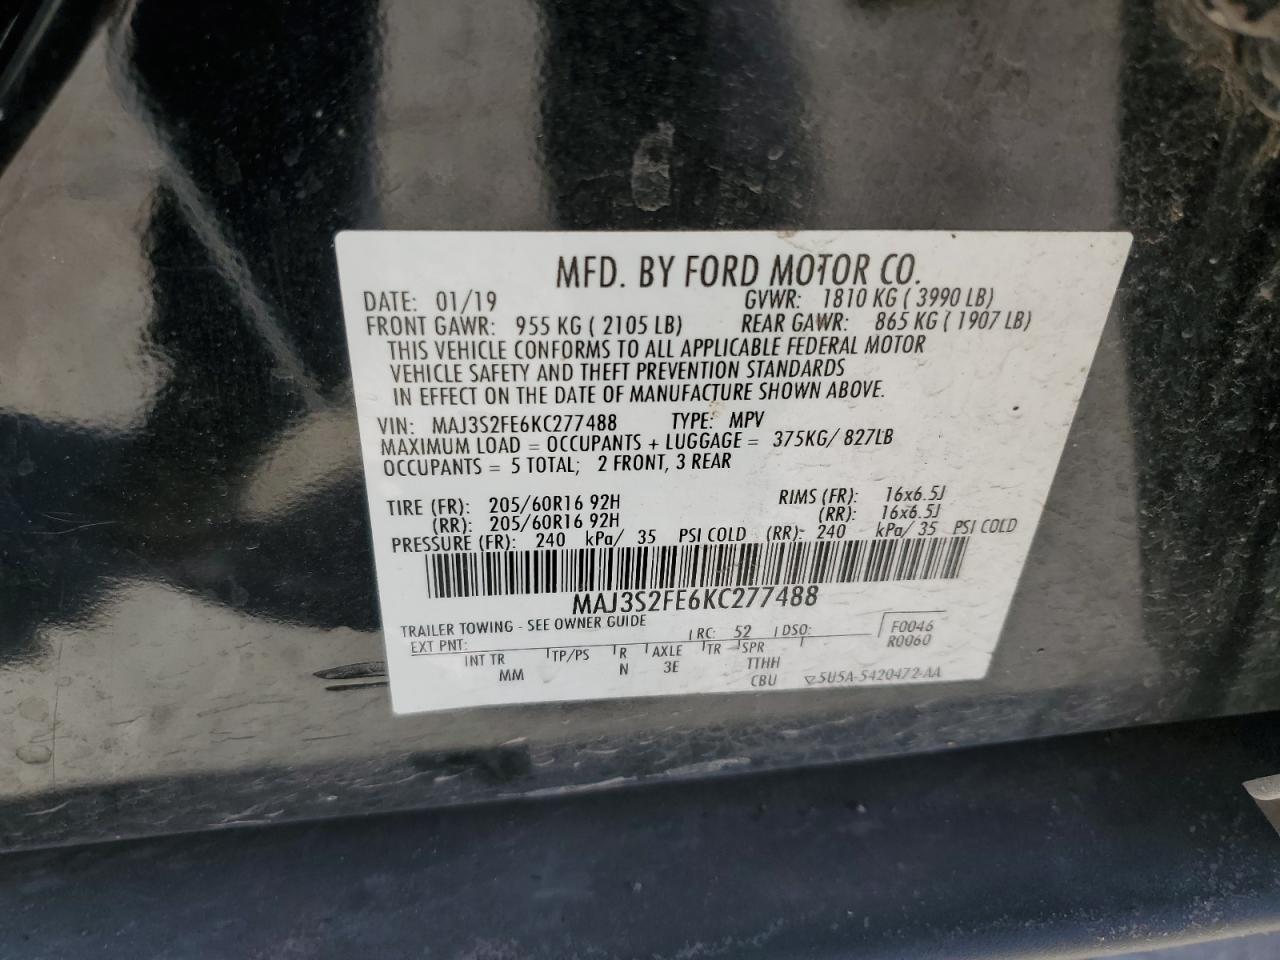 MFD. BY FORD MOTOR CO.
DATE: 01/19 GVWR: 1810 KG ( 3990 LB)
FRONT GAWR: 955 KG ( 2105 LB) REAR GAWR: 865 KG ( 1907 LB)
THIS VEHICLE CONFORMS TO ALL APPLICABLE FEDERAL MOTOR
VEHICLE SAFETY AND THEFT PREVENTION STANDARDS
IN EFFECT ON THE DATE OF MANUFACTURE SHOWN ABOVE.
VIN: MAJ3S2FE6KC277488 TYPE: MPV
MAXIMUM LOAD = OCCUPANTS + LUGGAGE = 375KG/ 827LB
OCCUPANTS = 5 TOTAL; 2 FRONT, 3 REAR
TIRE (FR): 205/60R16 92H RIMS (FR): 16x6.5J
(RR): 205/60R16 92H (RR): 16x6.5J
PRESSURE (FR): 240 kPa/ 35 PSI COLD (RR): 240 kPa/ 35 PSI COLD
MAJ3S2FE6KC277488
TRAILER TOWING - SEE OWNER GUIDE RC: 52 DSO: F0046
EXT PNT: R0060
INT TR TP/PS R AXLE TR SPR
MM N 3E TTHH
CBU 5U5A-5420472-AA